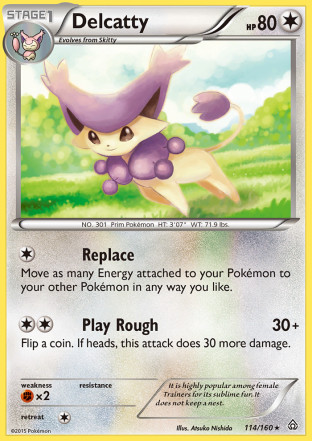 STAGE1
Delcatty
HP80
Evolves from Skitty
NO. 301 Prim Pokémon HT: 3'07" WT: 71.9 lbs.
Replace
Move as many Energy attached to your Pokémon to
your other Pokémon in any way you like.
Play Rough 30+
Flip a coin. If heads, this attack does 30 more damage.
weakness resistance
×2
retreat
It is highly popular among female
Trainers for its sublime fur. It
does not keep a nest.
Illus. Atsuko Nishida 114/160 ★
©2015 Pokémon